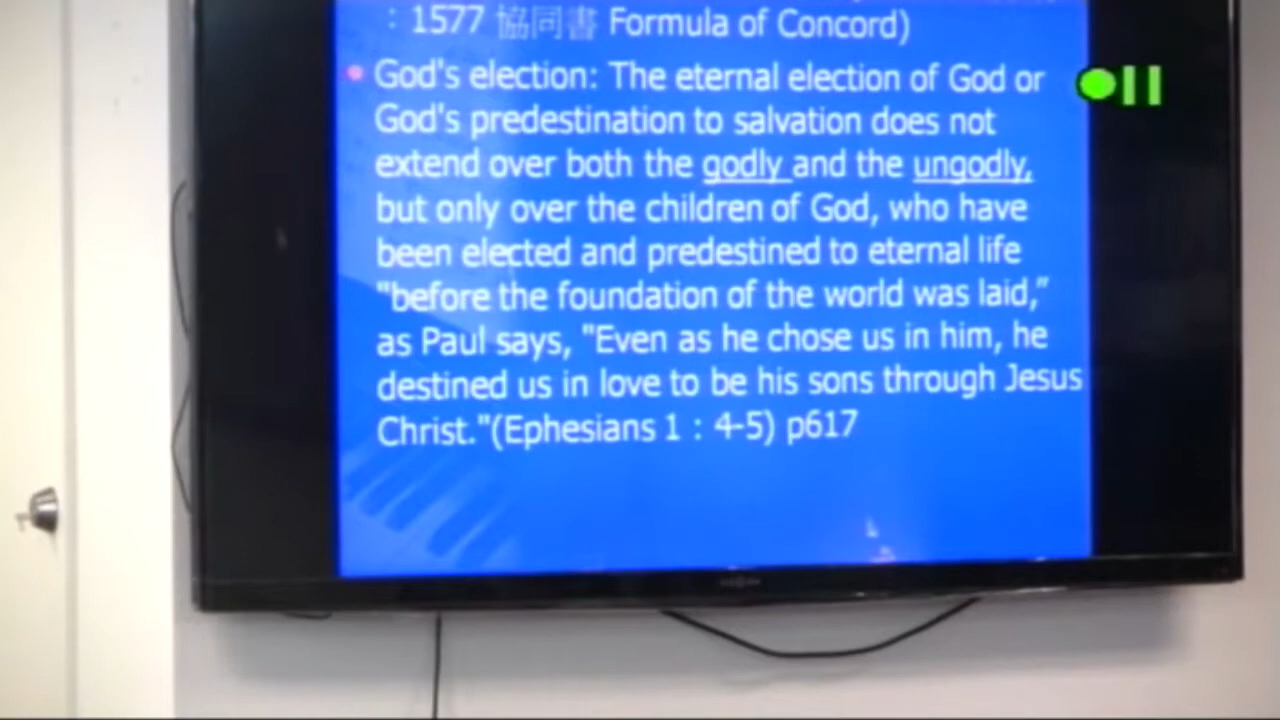 : 1577 協同書 Formula of Concord)
God's election: The eternal election of God or
God's predestination to salvation does not
extend over both the godly and the ungodly,
but only over the children of God, who have
been elected and predestined to eternal life
"before the foundation of the world was laid,”
as Paul says, "Even as he chose us in him, he
destined us in love to be his sons through Jesus
Christ."(Ephesians 1 : 4-5) p617